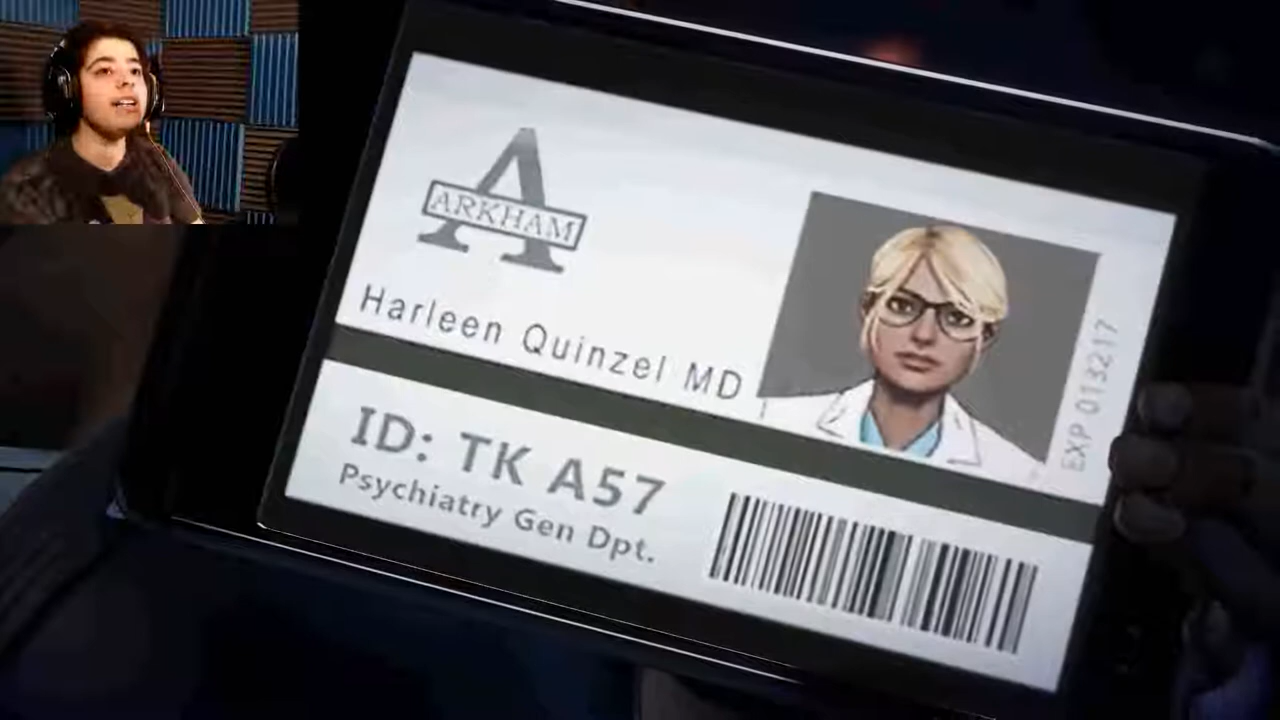 ARKHAM
Harleen Quinzel MD
EXP 013217
ID: TK A57
Psychiatry Gen Dpt.